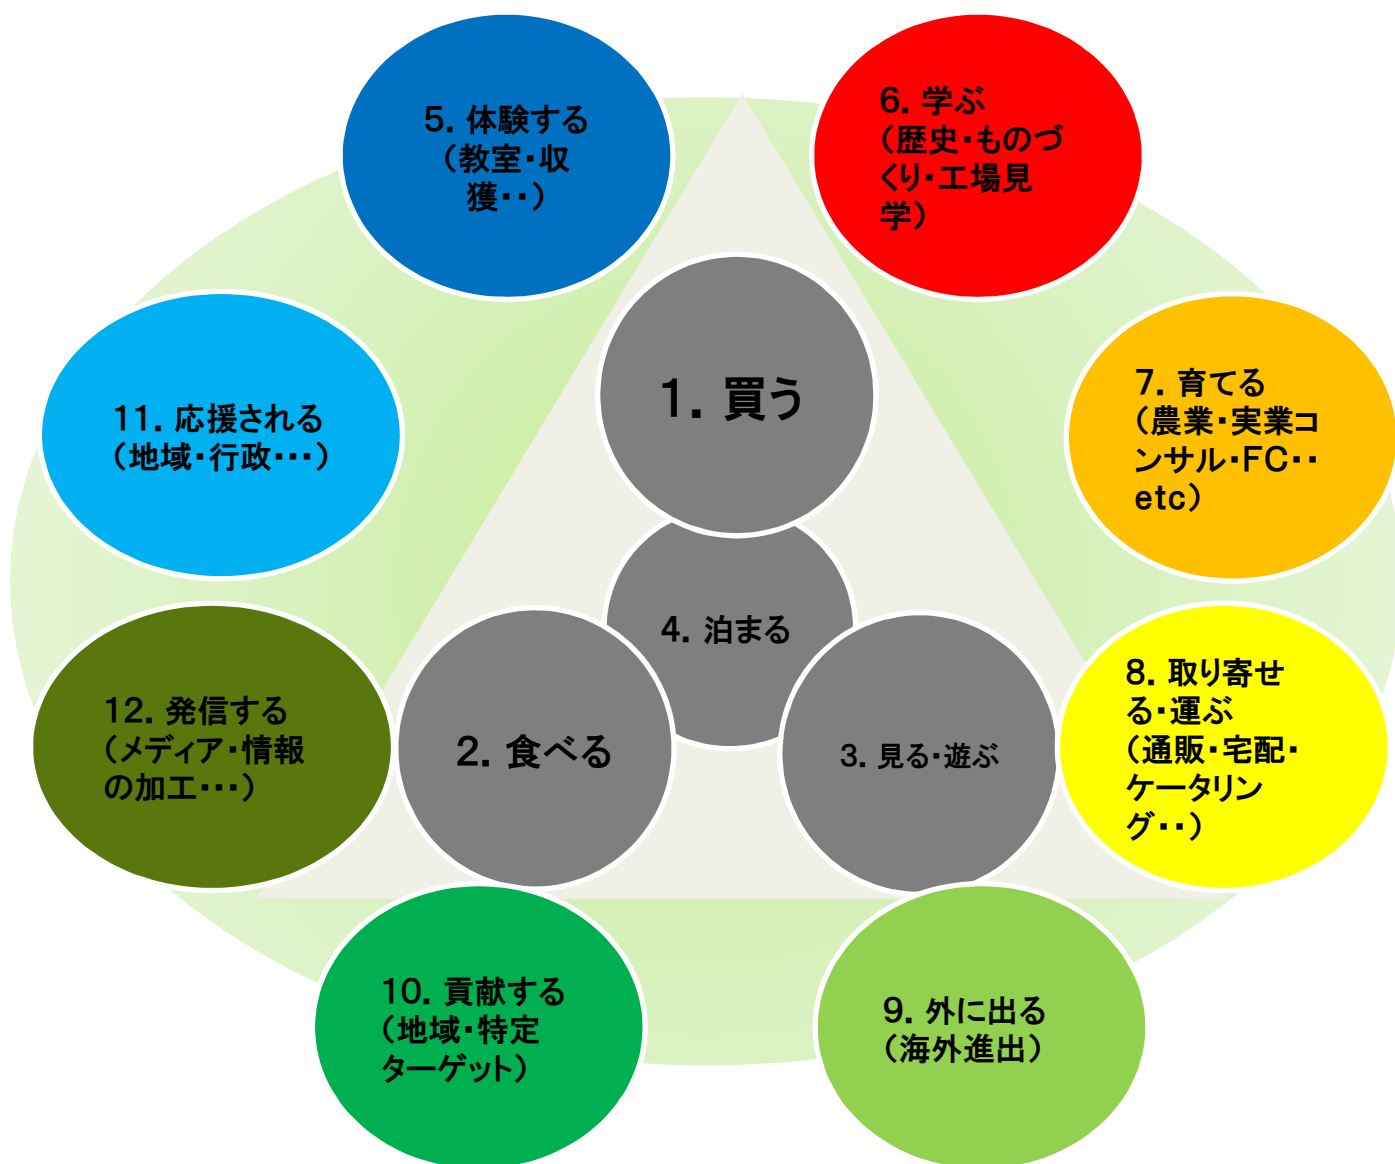 5. 体験する
（教室・収
獲・・）
6. 学ぶ
（歴史・ものづ
くり・工場見
学）
1. 買う
7. 育てる
（農業・実業コ
ンサル・FC・・
etc）
11. 応援される
（地域・行政・・・）
4. 泊まる
8. 取り寄せ
る・運ぶ
（通販・宅配・
ケータリン
グ・・）
12. 発信する
（メディア・情報
の加工・・・）
2. 食べる
3. 見る・遊ぶ
10. 貢献する
（地域・特定
ターゲット）
9. 外に出る
（海外進出）